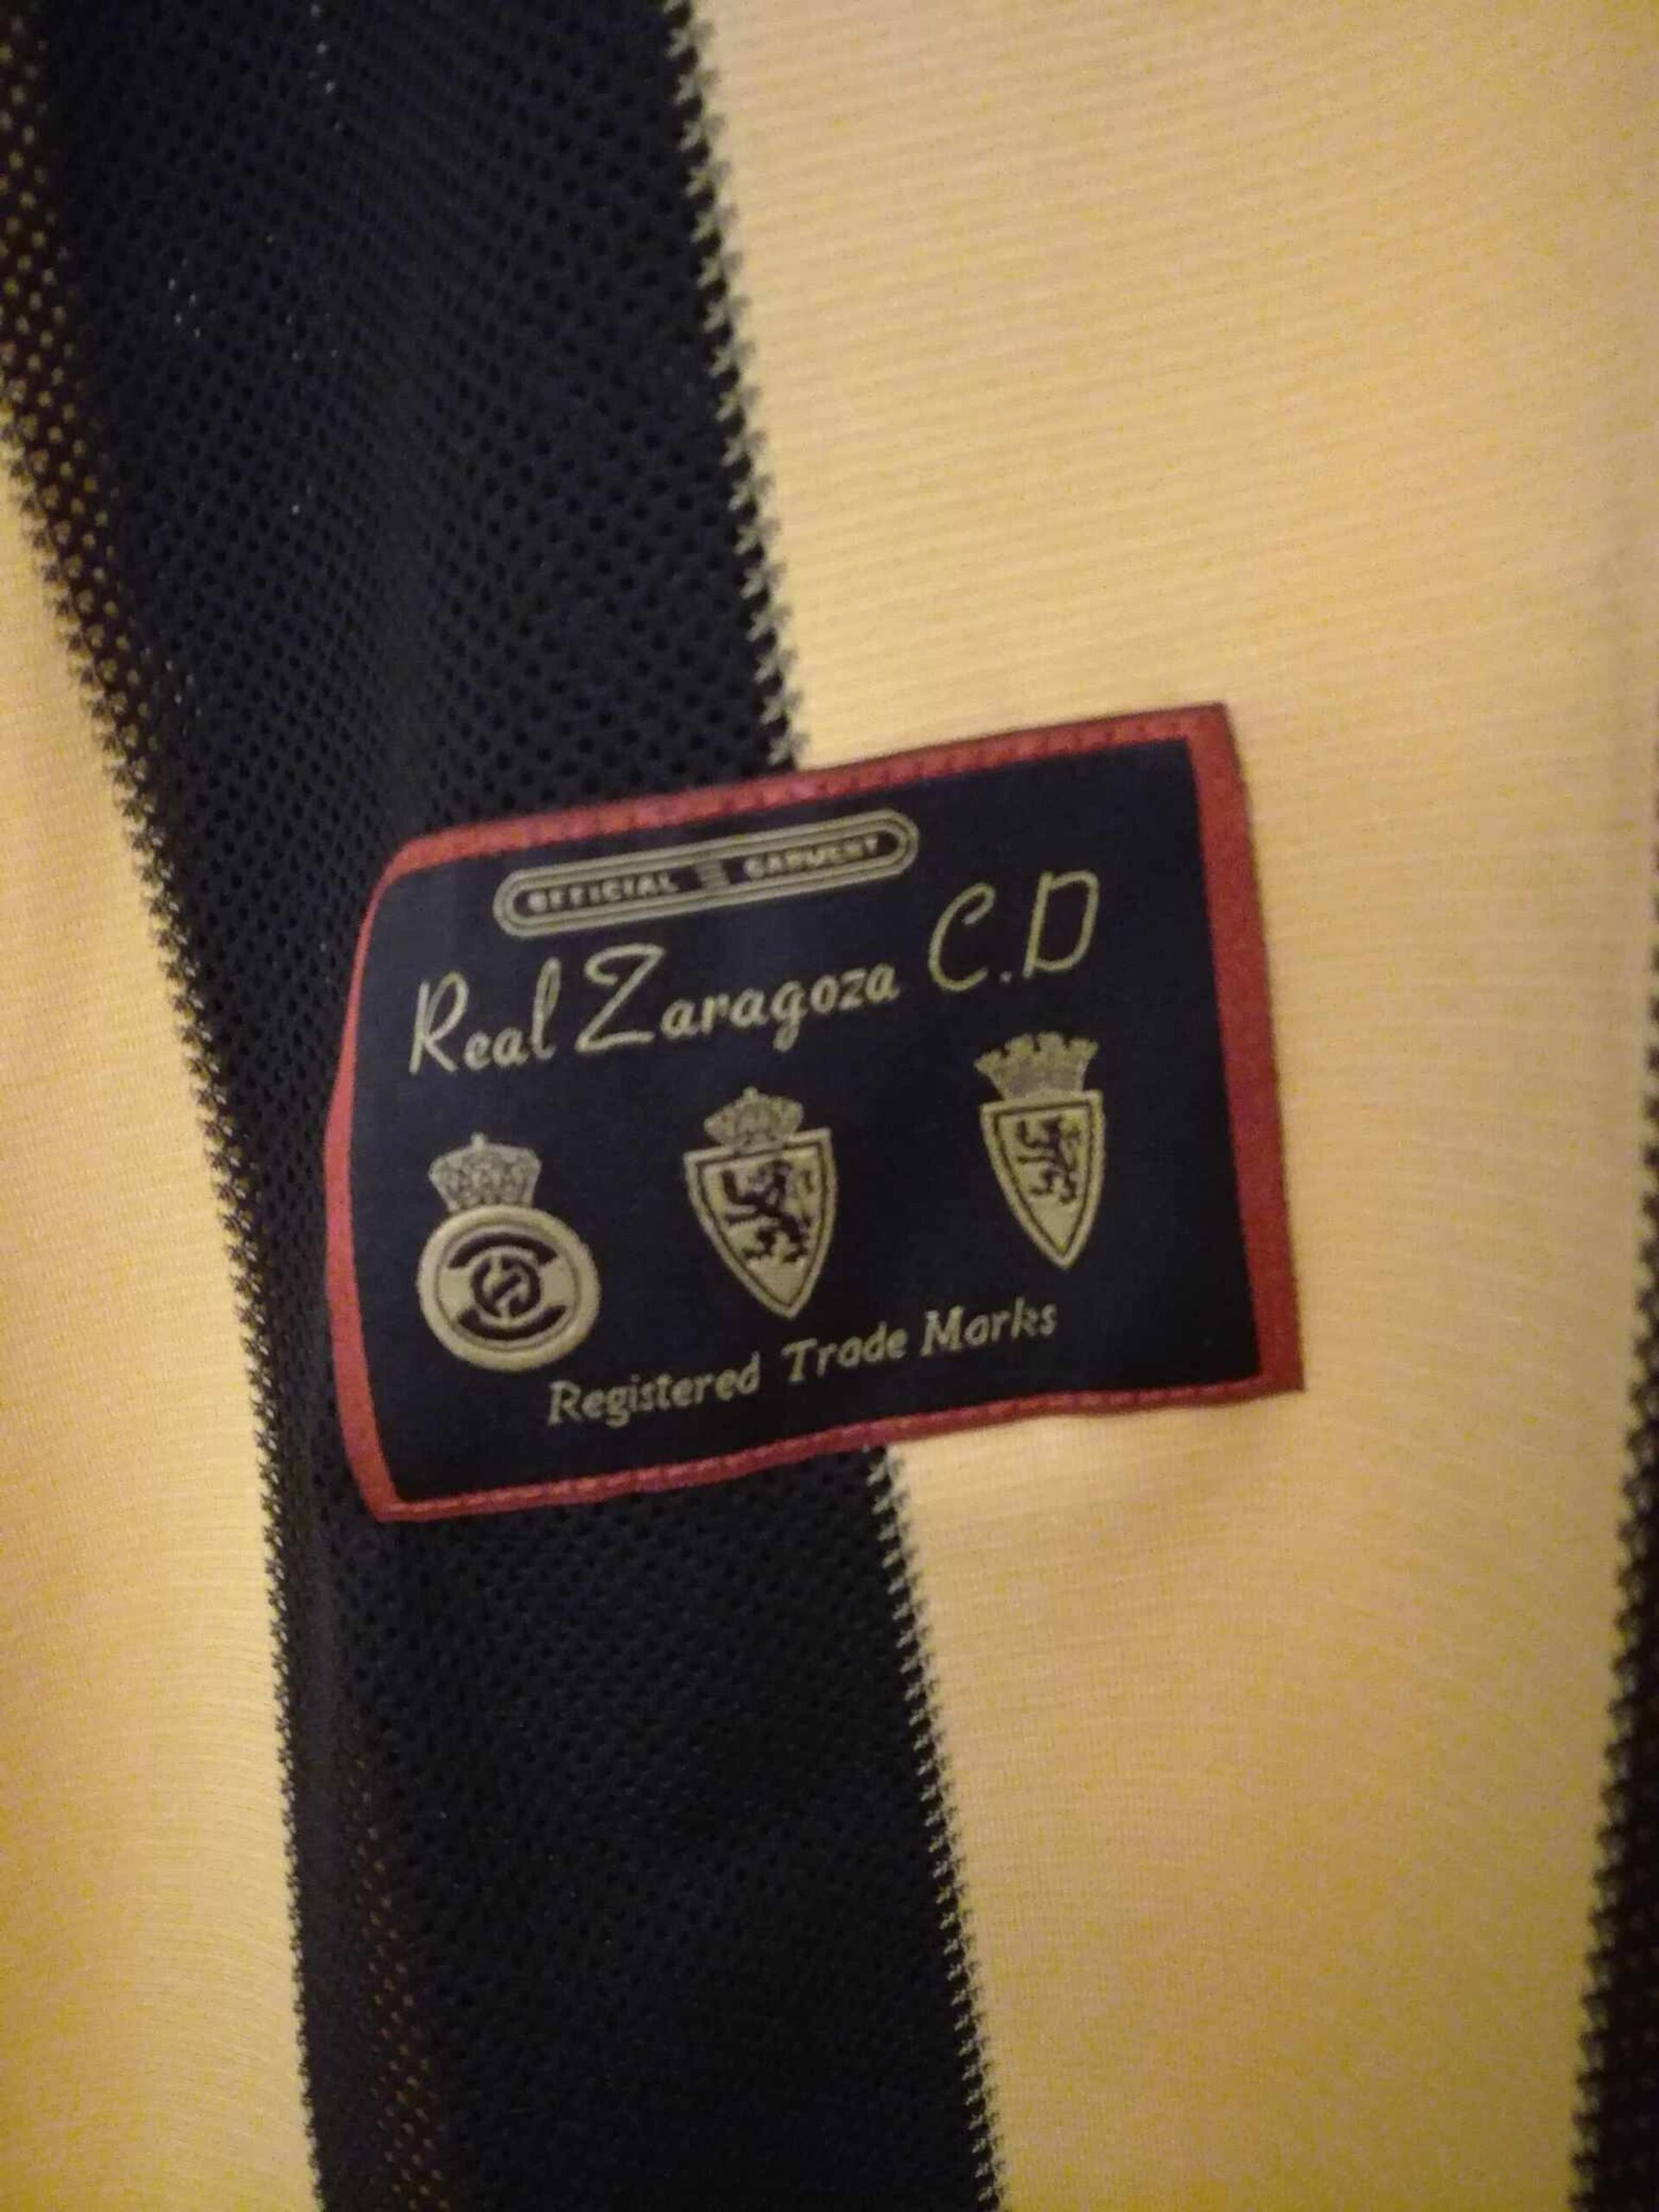 OFFICIAL GARMENT
Real Zaragoza C.D
Registered Trade Marks